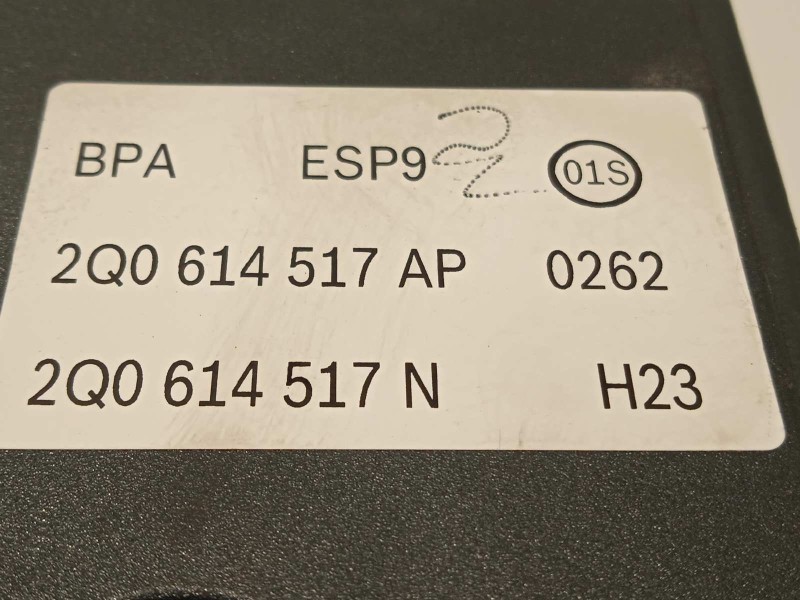 BPA ESP9 01S
2Q0 614 517 AP 0262
2Q0 614 517 N H23